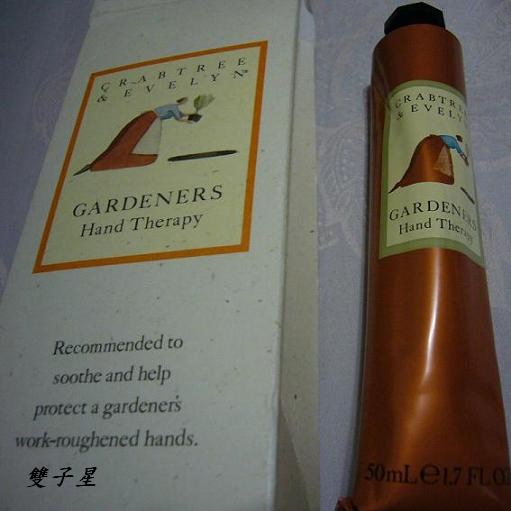 CRABTREE
& EVELYN®
GARDENERS
Hand Therapy
Recommended to
soothe and help
protect a gardener's
work-roughened hands.
雙子星
CRABTREE
& EVELYN
GARDENERS
Hand Therapy
50mL ℮ 1.7 FL.OZ